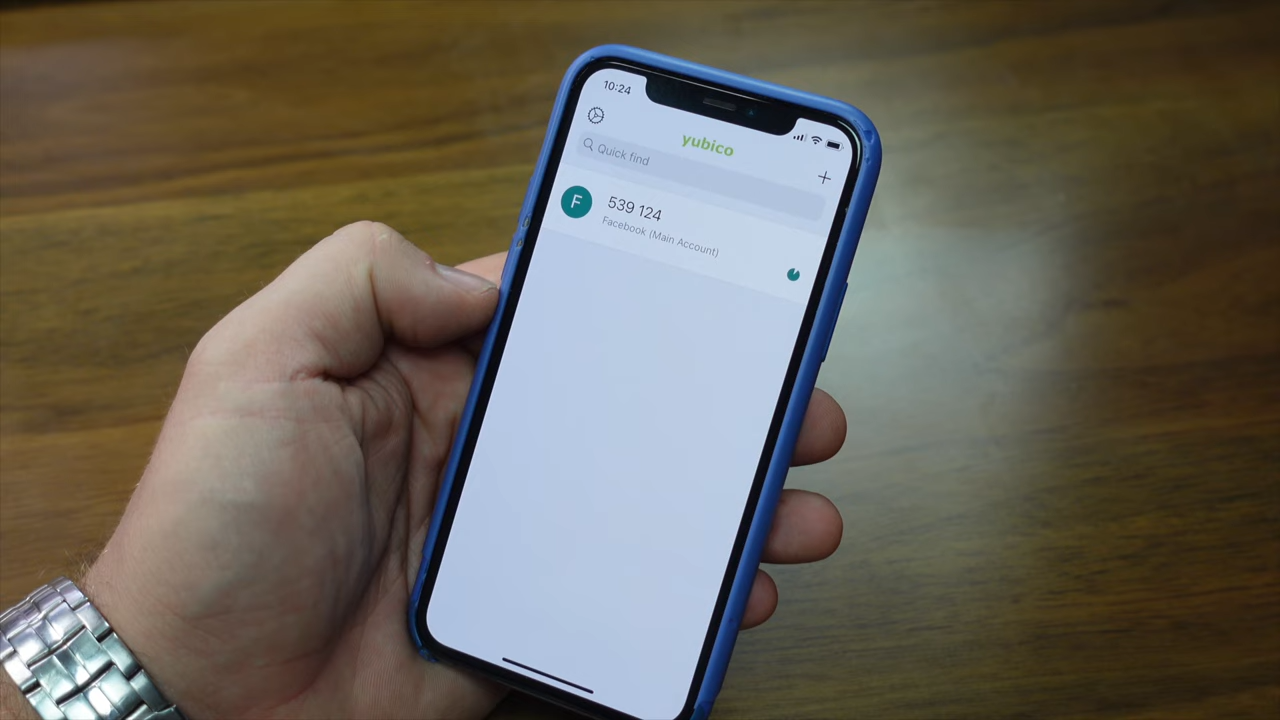 10:24
yubico
Quick find
+
F
539 124
Facebook (Main Account)